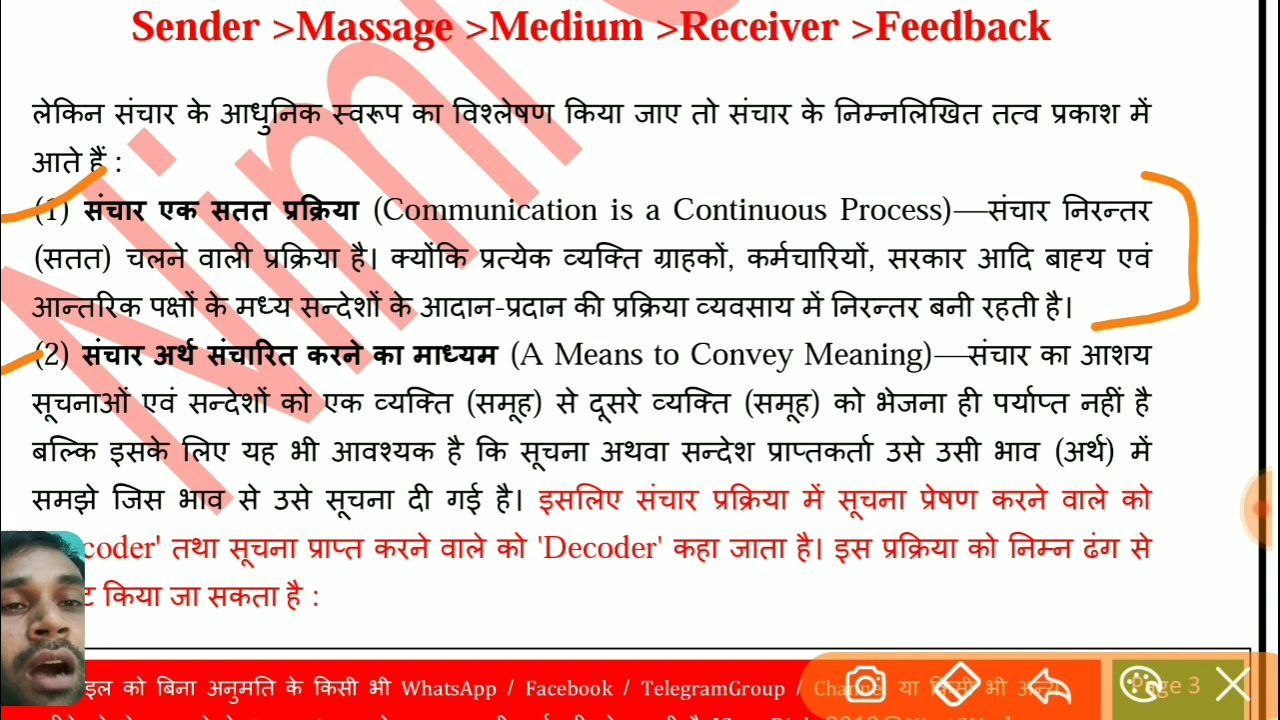 Sender >Massage >Medium >Receiver >Feedback
लेकिन संचार के आधुनिक स्वरूप का विश्लेषण किया जाए तो संचार के निम्नलिखित तत्व प्रकाश में
आते हैं :
(1) संचार एक सतत प्रक्रिया (Communication is a Continuous Process)—संचार निरन्तर
(सतत) चलने वाली प्रक्रिया है। क्योंकि प्रत्येक व्यक्ति ग्राहकों, कर्मचारियों, सरकार आदि बाह्य एवं
आन्तरिक पक्षों के मध्य सन्देशों के आदान-प्रदान की प्रक्रिया व्यवसाय में निरन्तर बनी रहती है।
(2) संचार अर्थ संचारित करने का माध्यम (A Means to Convey Meaning)—संचार का आशय
सूचनाओं एवं सन्देशों को एक व्यक्ति (समूह) से दूसरे व्यक्ति (समूह) को भेजना ही पर्याप्त नहीं है
बल्कि इसके लिए यह भी आवश्यक है कि सूचना अथवा सन्देश प्राप्तकर्ता उसे उसी भाव (अर्थ) में
समझे जिस भाव से उसे सूचना दी गई है। इसलिए संचार प्रक्रिया में सूचना प्रेषण करने वाले को
coder' तथा सूचना प्राप्त करने वाले को 'Decoder' कहा जाता है। इस प्रक्रिया को निम्न ढंग से
किया जा सकता है :
को बिना अनुमति के किसी भी WhatsApp / Facebook / TelegramGroup / Channel या किसी भी अन्य
Page 3